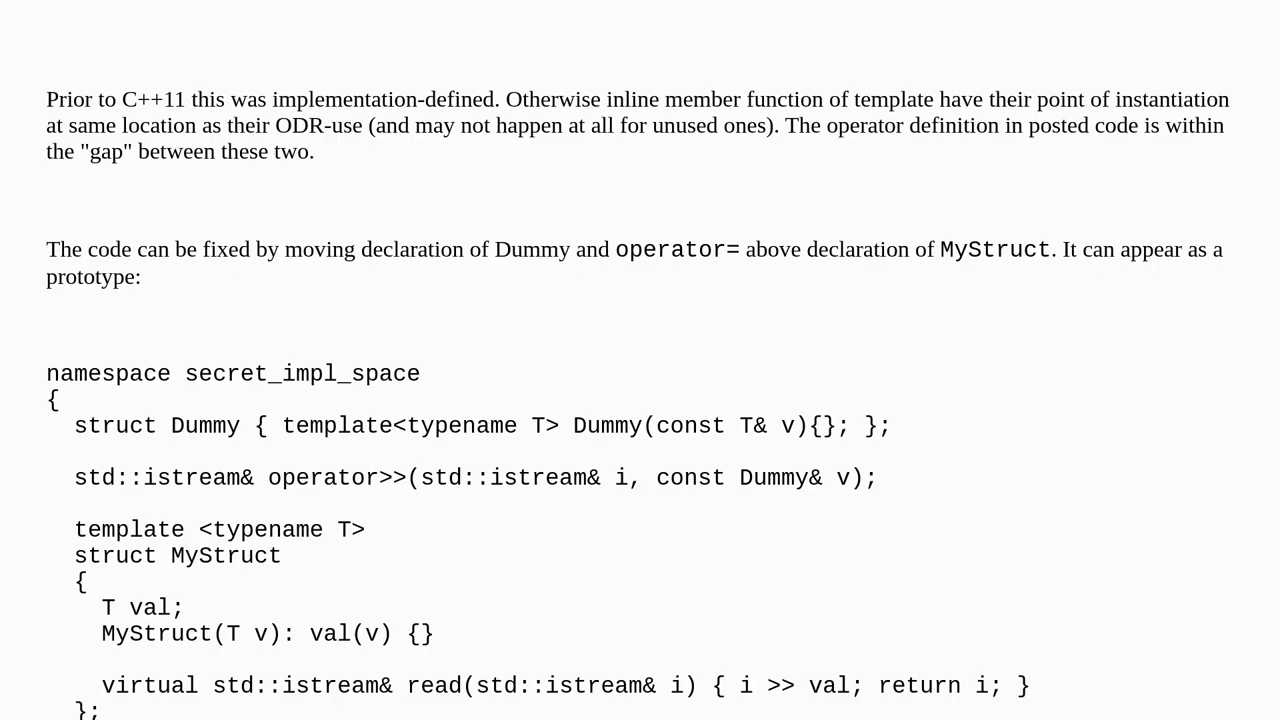 Prior to C++11 this was implementation-defined. Otherwise inline member function of template have their point of instantiation
at same location as their ODR-use (and may not happen at all for unused ones). The operator definition in posted code is within
the "gap" between these two.
The code can be fixed by moving declaration of Dummy and operator= above declaration of MyStruct. It can appear as a
prototype:
namespace secret_impl_space
{
  struct Dummy { template<typename T> Dummy(const T& v){}; };
  std::istream& operator>>(std::istream& i, const Dummy& v);
  template <typename T>
  struct MyStruct
  {
    T val;
    MyStruct(T v): val(v) {}
    virtual std::istream& read(std::istream& i) { i >> val; return i; }
  };